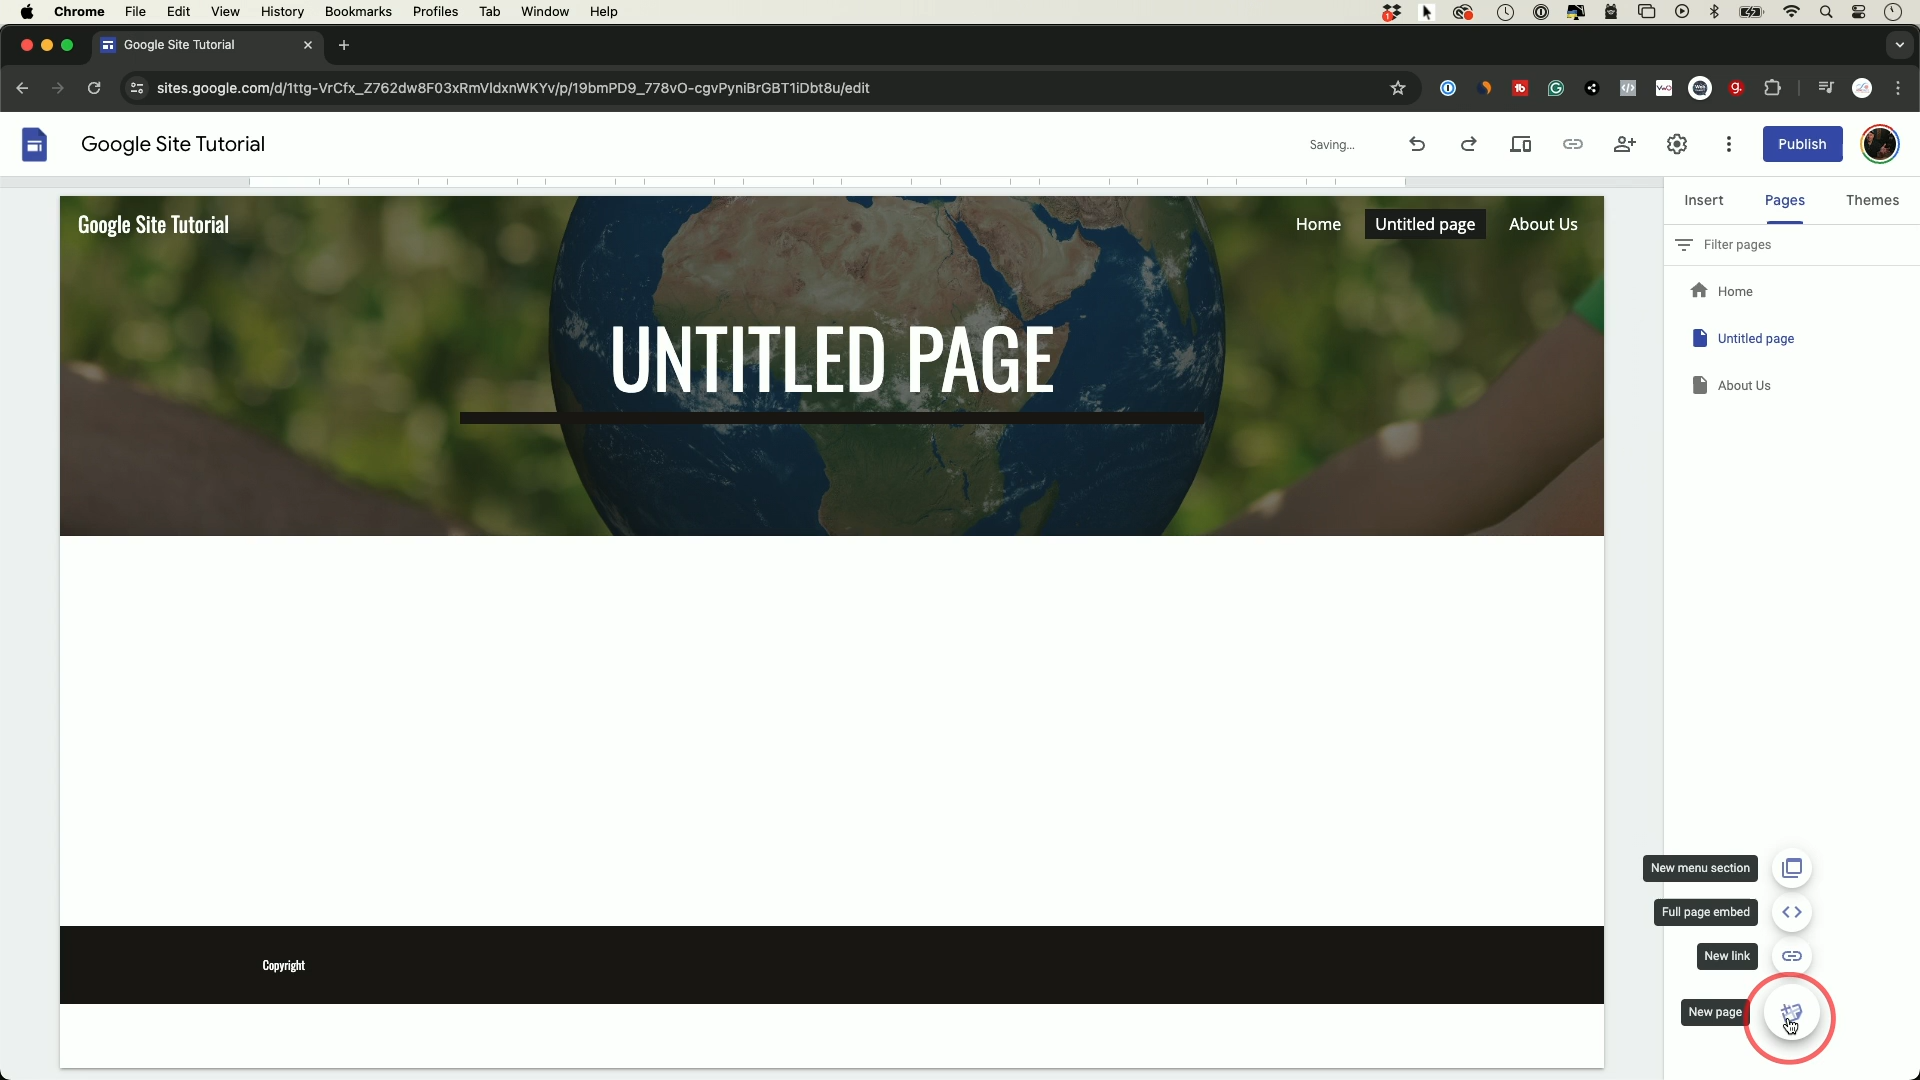 Chrome File Edit View History Bookmarks Profiles Tab Window Help
Google Site Tutorial
sites.google.com/d/1ttg-VrCfx_Z762dw8F03xRmVIdxnWKYv/p/19bmPD9_778vO-cgvPyniBrGBT1iDbt8u/edit
Google Site Tutorial
Saving...
Publish
Insert Pages Themes
Google Site Tutorial
Home Untitled page About Us
Filter pages
Home
Untitled page
About Us
UNTITLED PAGE
New menu section
Full page embed
New link
New page
Copyright